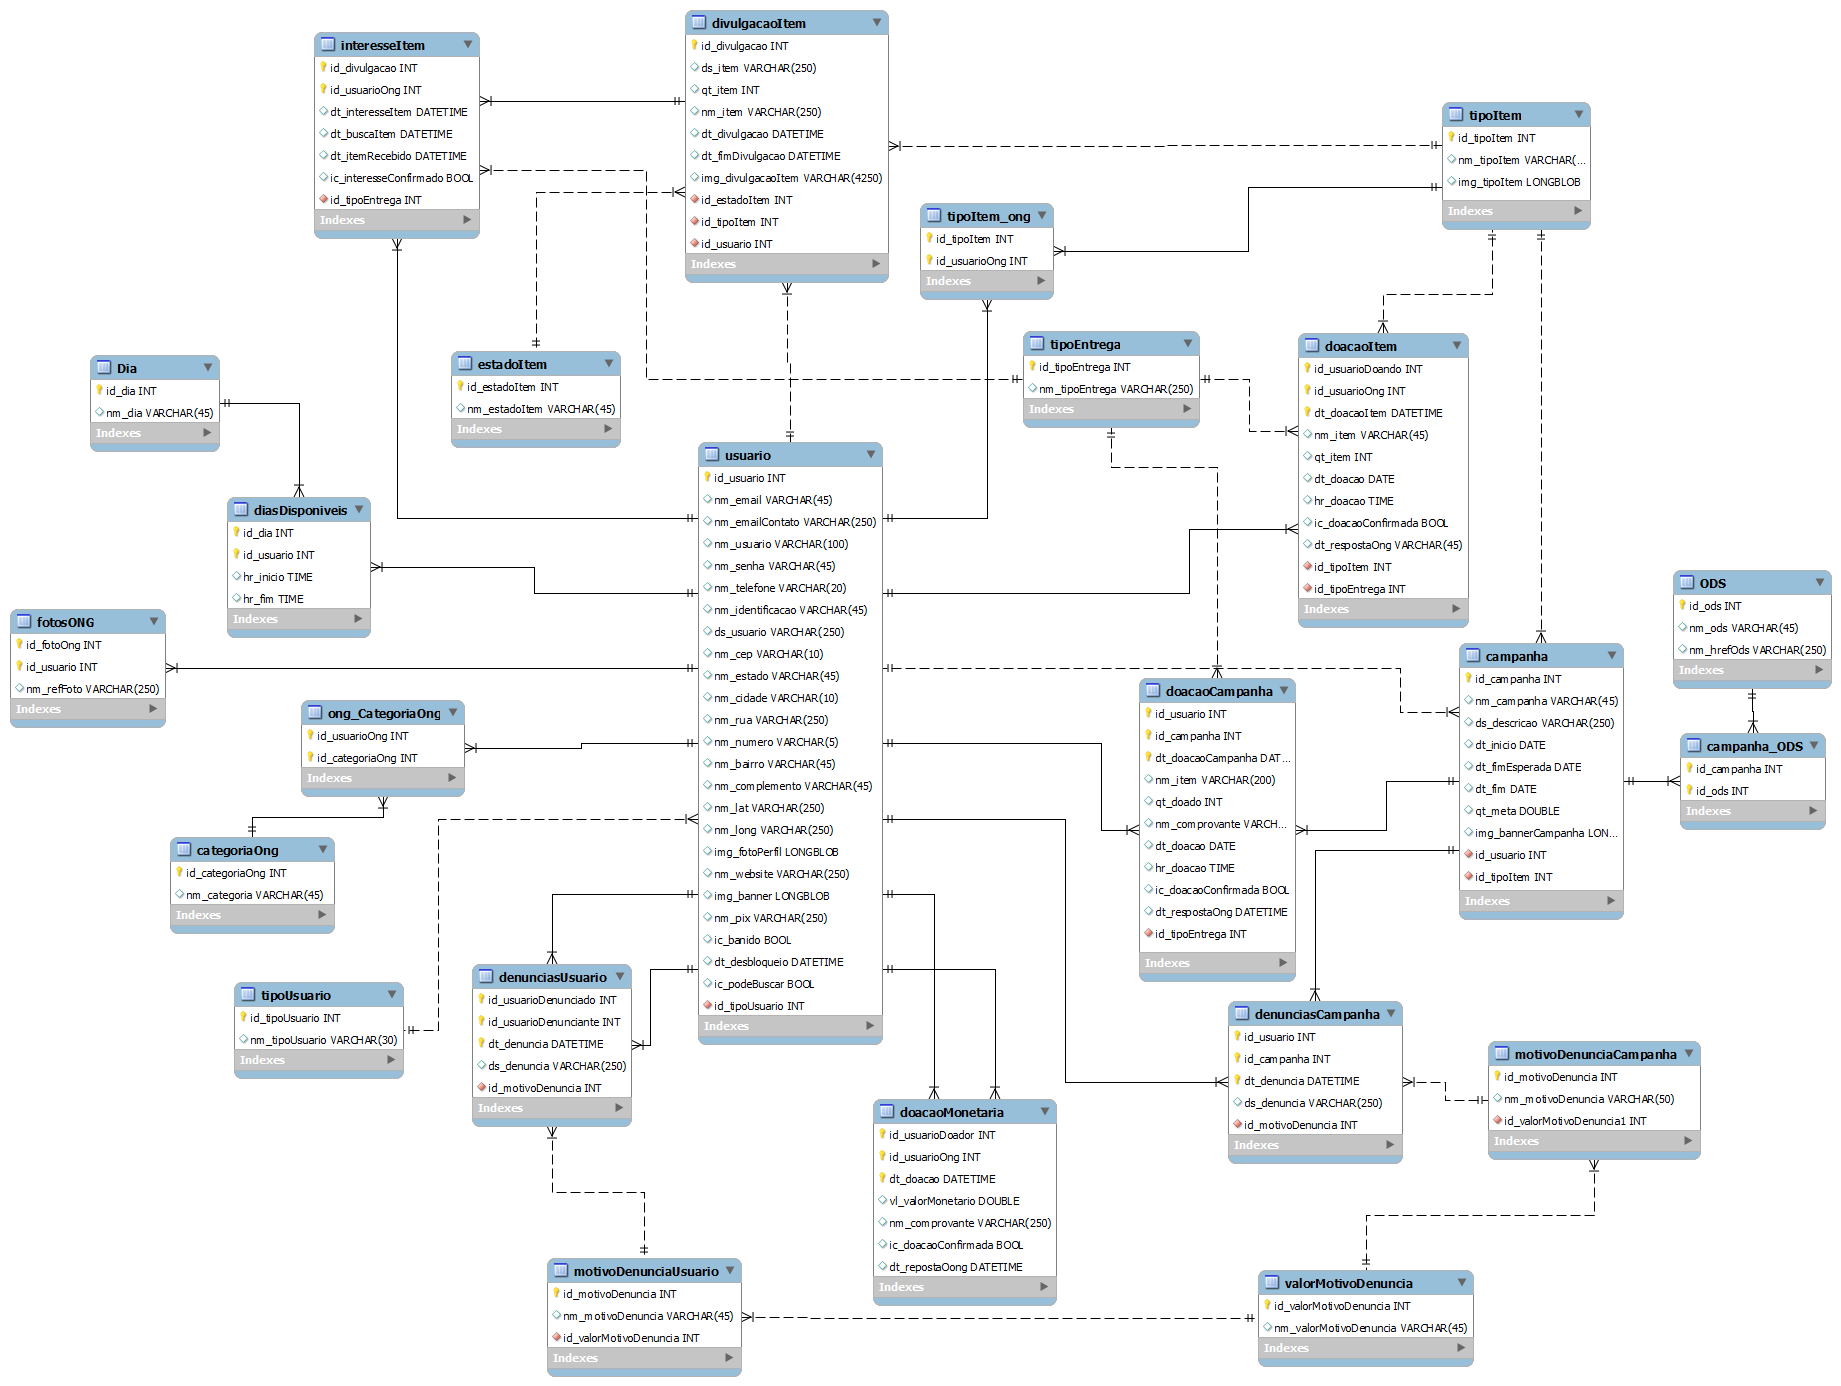 divulgacaoItem
id_divulgacao INT
ds_item VARCHAR(250)
qt_item INT
nm_item VARCHAR(250)
dt_divulgacao DATETIME
dt_fimDivulgacao DATETIME
img_divulgacaoItem VARCHAR(4250)
id_estadoItem INT
id_tipoItem INT
id_usuario INT
Indexes
interesseItem
id_divulgacao INT
id_usuarioOng INT
dt_interesseItem DATETIME
dt_buscaItem DATETIME
dt_itemRecebido DATETIME
ic_interesseConfirmado BOOL
id_tipoEntrega INT
Indexes
tipoItem
id_tipoItem INT
nm_tipoItem VARCHAR(...
img_tipoItem LONGBLOB
Indexes
tipoItem_ong
id_tipoItem INT
id_usuarioOng INT
Indexes
tipoEntrega
id_tipoEntrega INT
nm_tipoEntrega VARCHAR(250)
Indexes
doacaoItem
id_usuarioDoando INT
id_usuarioOng INT
dt_doacaoItem DATETIME
nm_item VARCHAR(45)
qt_item INT
dt_doacao DATE
hr_doacao TIME
ic_doacaoConfirmada BOOL
dt_respostaOng VARCHAR(45)
id_tipoItem INT
id_tipoEntrega INT
Indexes
estadoItem
id_estadoItem INT
nm_estadoItem VARCHAR(45)
Indexes
Dia
id_dia INT
nm_dia VARCHAR(45)
Indexes
usuario
id_usuario INT
nm_email VARCHAR(45)
nm_emailContato VARCHAR(250)
nm_usuario VARCHAR(100)
nm_senha VARCHAR(45)
nm_telefone VARCHAR(20)
nm_identificacao VARCHAR(45)
ds_usuario VARCHAR(250)
nm_cep VARCHAR(10)
nm_estado VARCHAR(45)
nm_cidade VARCHAR(10)
nm_rua VARCHAR(250)
nm_numero VARCHAR(5)
nm_bairro VARCHAR(45)
nm_complemento VARCHAR(45)
nm_lat VARCHAR(250)
nm_long VARCHAR(250)
img_fotoPerfil LONGBLOB
nm_website VARCHAR(250)
img_banner LONGBLOB
nm_pix VARCHAR(250)
ic_banido BOOL
dt_desbloqueio DATETIME
ic_podeBuscar BOOL
id_tipoUsuario INT
Indexes
diasDisponiveis
id_dia INT
id_usuario INT
hr_inicio TIME
hr_fim TIME
Indexes
fotosONG
id_fotoOng INT
id_usuario INT
nm_refFoto VARCHAR(250)
Indexes
ODS
id_ods INT
nm_ods VARCHAR(45)
nm_hrefOds VARCHAR(250)
Indexes
campanha
id_campanha INT
nm_campanha VARCHAR(45)
ds_descricao VARCHAR(250)
dt_inicio DATE
dt_fimEsperada DATE
dt_fim DATE
qt_meta DOUBLE
img_bannerCampanha LON...
id_usuario INT
id_tipoItem INT
Indexes
doacaoCampanha
id_usuario INT
id_campanha INT
dt_doacaoCampanha DAT...
nm_item VARCHAR(200)
qt_doado INT
nm_comprovante VARCH...
dt_doacao DATE
hr_doacao TIME
ic_doacaoConfirmada BOOL
dt_respostaOng DATETIME
id_tipoEntrega INT
Indexes
campanha_ODS
id_campanha INT
id_ods INT
Indexes
ong_CategoriaOng
id_usuarioOng INT
id_categoriaOng INT
Indexes
categoriaOng
id_categoriaOng INT
nm_categoria VARCHAR(45)
Indexes
tipoUsuario
id_tipoUsuario INT
nm_tipoUsuario VARCHAR(30)
Indexes
denunciasUsuario
id_usuarioDenunciado INT
id_usuarioDenunciante INT
dt_denuncia DATETIME
ds_denuncia VARCHAR(250)
id_motivoDenuncia INT
Indexes
denunciasCampanha
id_usuario INT
id_campanha INT
dt_denuncia DATETIME
ds_denuncia VARCHAR(250)
id_motivoDenuncia INT
Indexes
motivoDenunciaCampanha
id_motivoDenuncia INT
nm_motivoDenuncia VARCHAR(50)
id_valorMotivoDenuncia1 INT
Indexes
doacaoMonetaria
id_usuarioDoador INT
id_usuarioOng INT
dt_doacao DATETIME
vl_valorMonetario DOUBLE
nm_comprovante VARCHAR(250)
ic_doacaoConfirmada BOOL
dt_repostaOong DATETIME
Indexes
motivoDenunciaUsuario
id_motivoDenuncia INT
nm_motivoDenuncia VARCHAR(45)
id_valorMotivoDenuncia INT
Indexes
valorMotivoDenuncia
id_valorMotivoDenuncia INT
nm_valorMotivoDenuncia VARCHAR(45)
Indexes